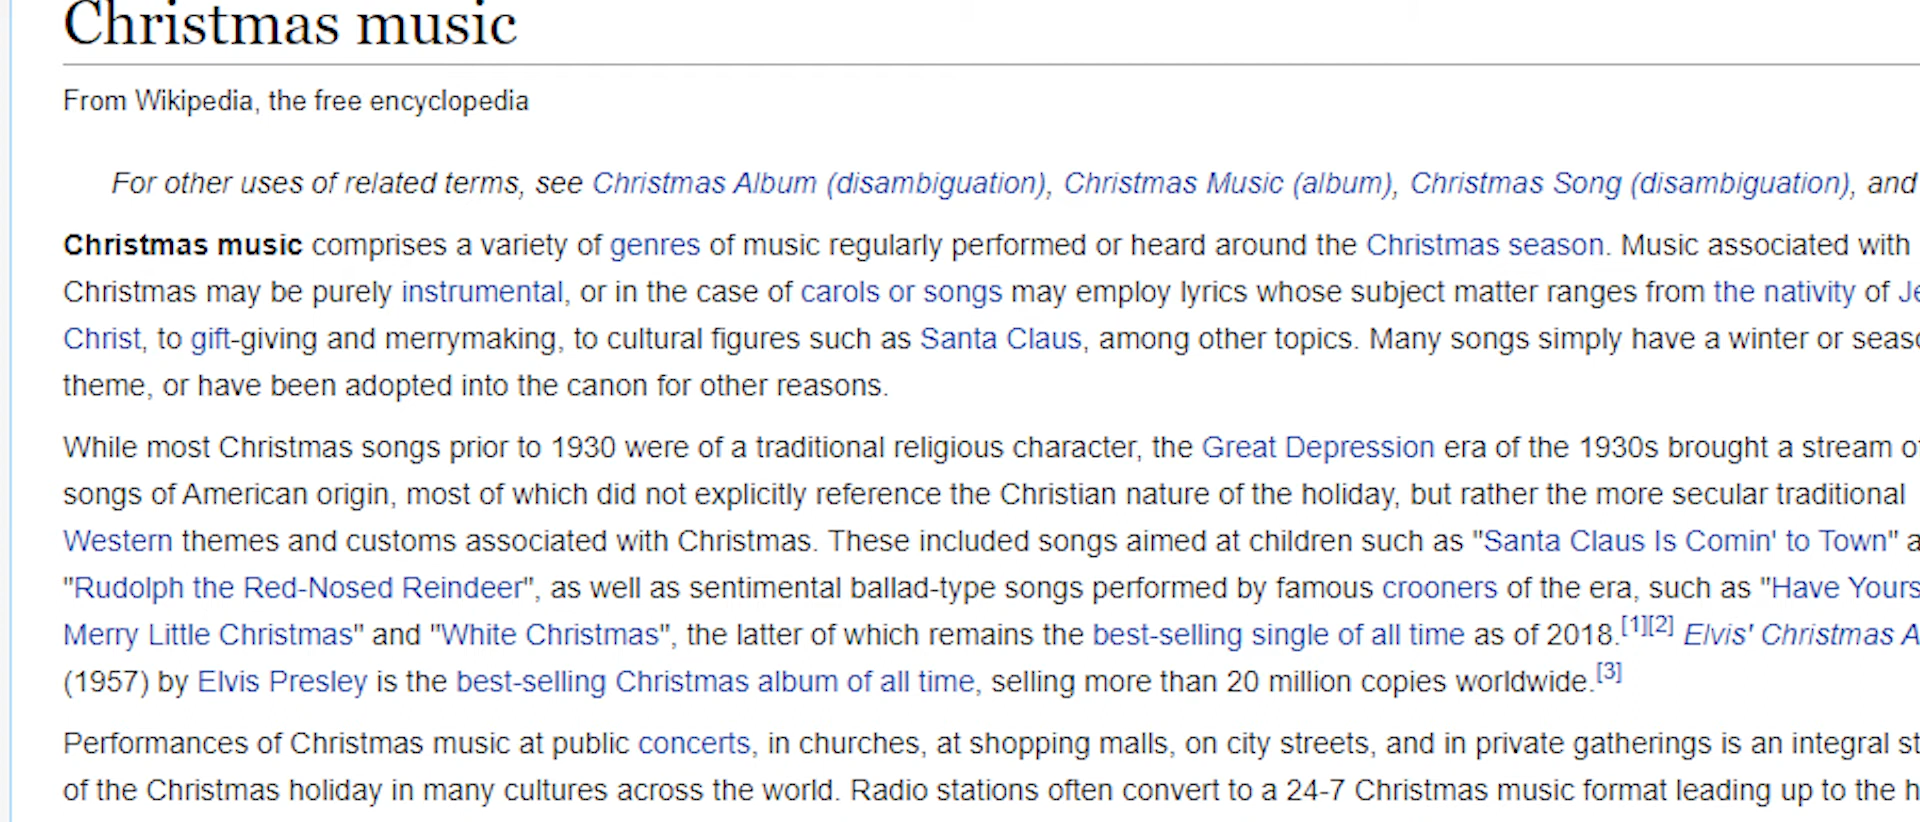 Christmas music
From Wikipedia, the free encyclopedia
For other uses of related terms, see Christmas Album (disambiguation), Christmas Music (album), Christmas Song (disambiguation), and
Christmas music comprises a variety of genres of music regularly performed or heard around the Christmas season. Music associated with
Christmas may be purely instrumental, or in the case of carols or songs may employ lyrics whose subject matter ranges from the nativity of
Christ, to gift-giving and merrymaking, to cultural figures such as Santa Claus, among other topics. Many songs simply have a winter or
theme, or have been adopted into the canon for other reasons.
While most Christmas songs prior to 1930 were of a traditional religious character, the Great Depression era of the 1930s brought a stream
songs of American origin, most of which did not explicitly reference the Christian nature of the holiday, but rather the more secular traditional
Western themes and customs associated with Christmas. These included songs aimed at children such as "Santa Claus Is Comin' to Town"
"Rudolph the Red-Nosed Reindeer", as well as sentimental ballad-type songs performed by famous crooners of the era, such as "Have
Merry Little Christmas" and "White Christmas", the latter of which remains the best-selling single of all time as of 2018.[1][2] Elvis' Christmas
(1957) by Elvis Presley is the best-selling Christmas album of all time, selling more than 20 million copies worldwide.[3]
Performances of Christmas music at public concerts, in churches, at shopping malls, on city streets, and in private gatherings is an integral
of the Christmas holiday in many cultures across the world. Radio stations often convert to a 24-7 Christmas music format leading up to the